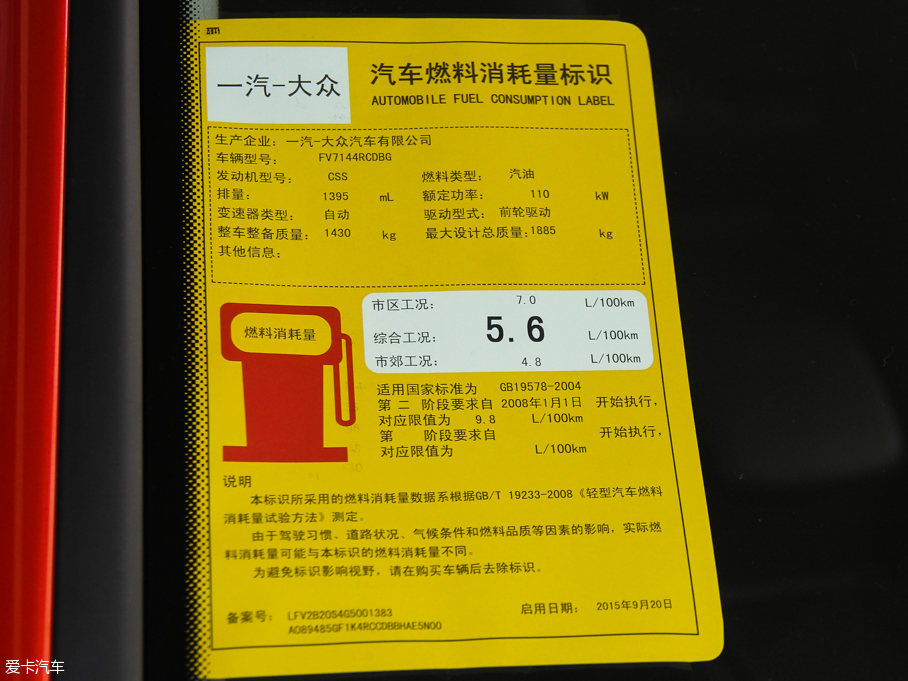 一汽-大众
汽车燃料消耗量标识
AUTOMOBILE FUEL CONSUMPTION LABEL
生产企业: 一汽-大众汽车有限公司
车辆型号: FV7144RCDBG
发动机型号: CSS 燃料类型: 汽油
排量: 1395 mL 额定功率: 110 kW
变速器类型: 自动 驱动型式: 前轮驱动
整车整备质量: 1430 kg 最大设计总质量: 1885 kg
其他信息:
燃料消耗量
市区工况: 7.0 L/100km
综合工况: 5.6 L/100km
市郊工况: 4.8 L/100km
适用国家标准为 GB19578-2004
第 二 阶段要求自 2008年1月1日 开始执行,
对应限值为 9.8 L/100km
第 阶段要求自 开始执行,
对应限值为 L/100km
说明
本标识所采用的燃料消耗量数据系根据GB/T 19233-2008《轻型汽车燃料
消耗量试验方法》测定。
由于驾驶习惯、道路状况、气候条件和燃料品质等因素的影响,实际燃
料消耗量可能与本标识的燃料消耗量不同。
为避免标识影响视野,请在购买车辆后去除标识。
备案号: LFV2B20S4G5001383 启用日期: 2015年9月20日
A089485GF1K4RCCDBBHAE5N00
爱卡汽车